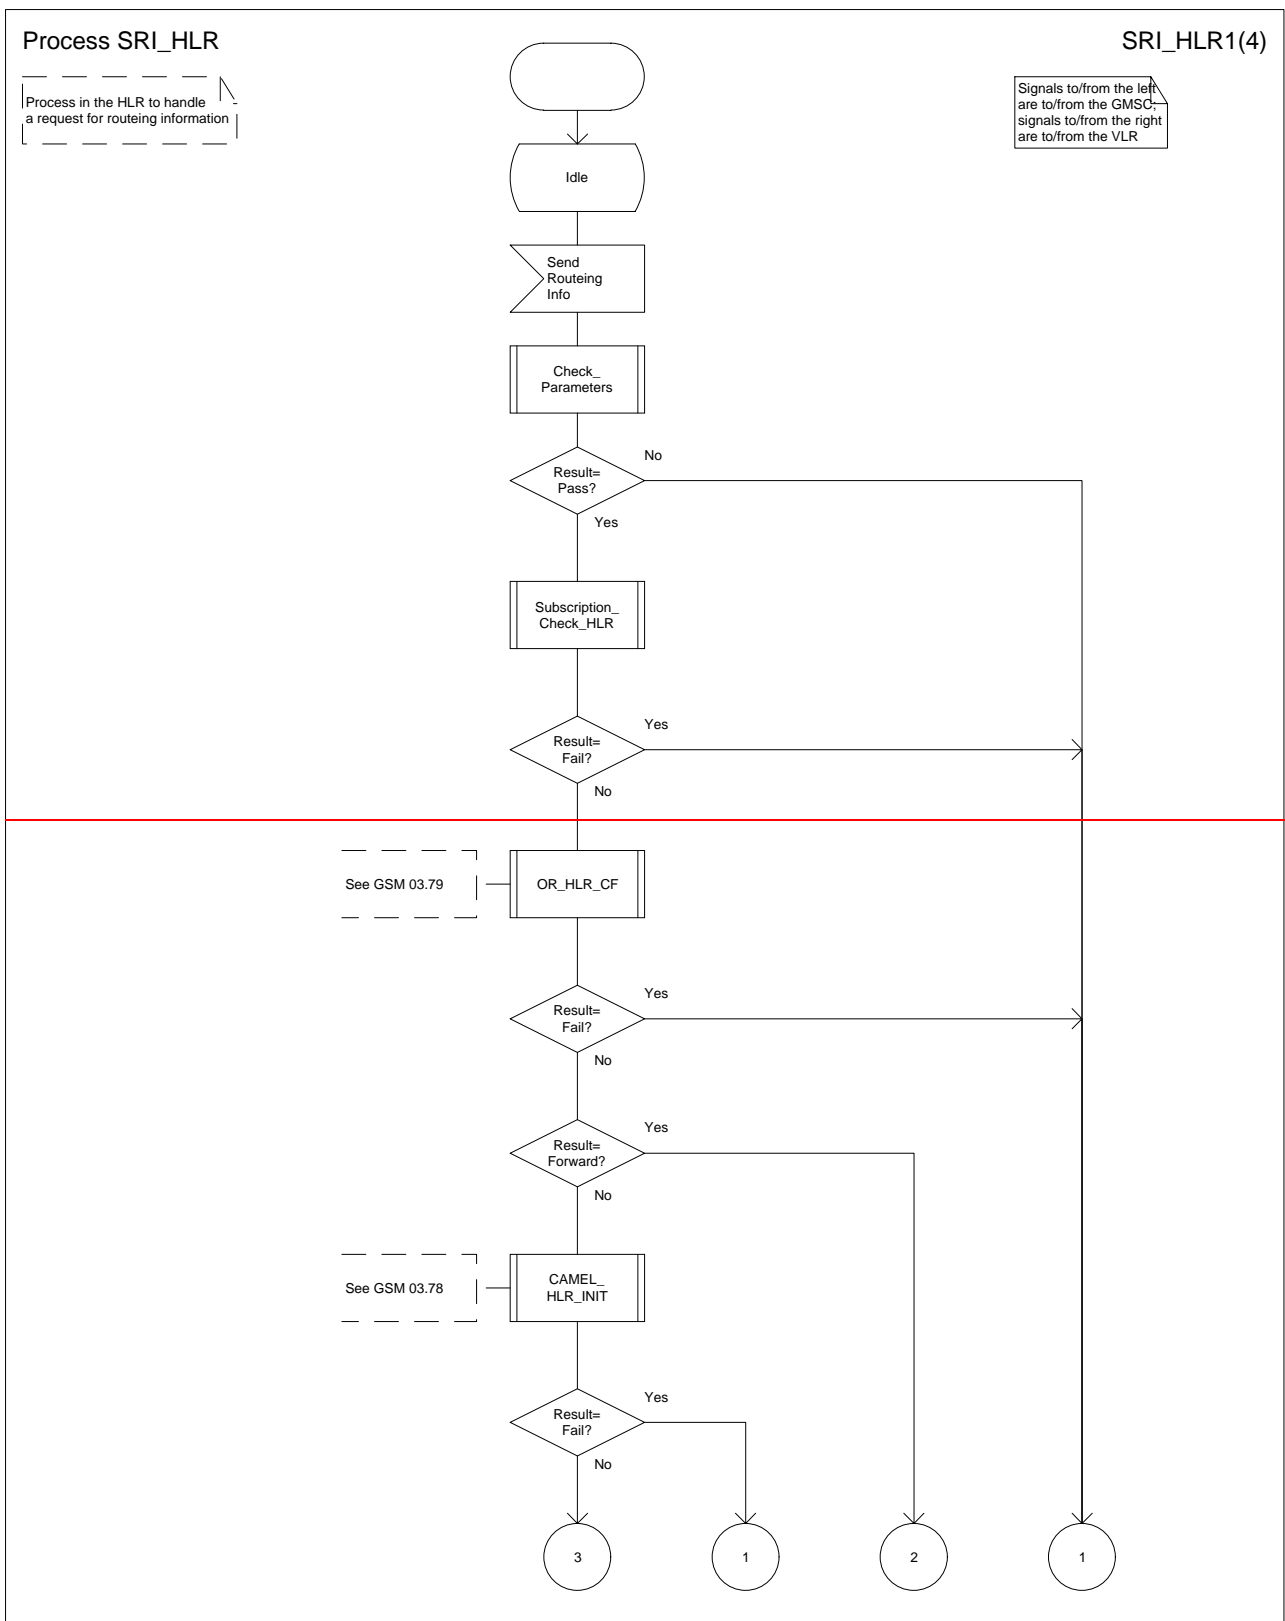 Process SRI_HLR
SRI_HLR1(4)
Process in the HLR to handle
a request for routeing information
Signals to/from the left
are to/from the GMSC;
signals to/from the right
are to/from the VLR
Idle
Send
Routeing
Info
Check_
Parameters
Result=
Pass?
No
Yes
Subscription_
Check_HLR
Result=
Fail?
Yes
No
See GSM 03.79
OR_HLR_CF
Result=
Fail?
Yes
No
Result=
Forward?
Yes
No
See GSM 03.78
CAMEL_
HLR_INIT
Result=
Fail?
Yes
No
3
1
2
1